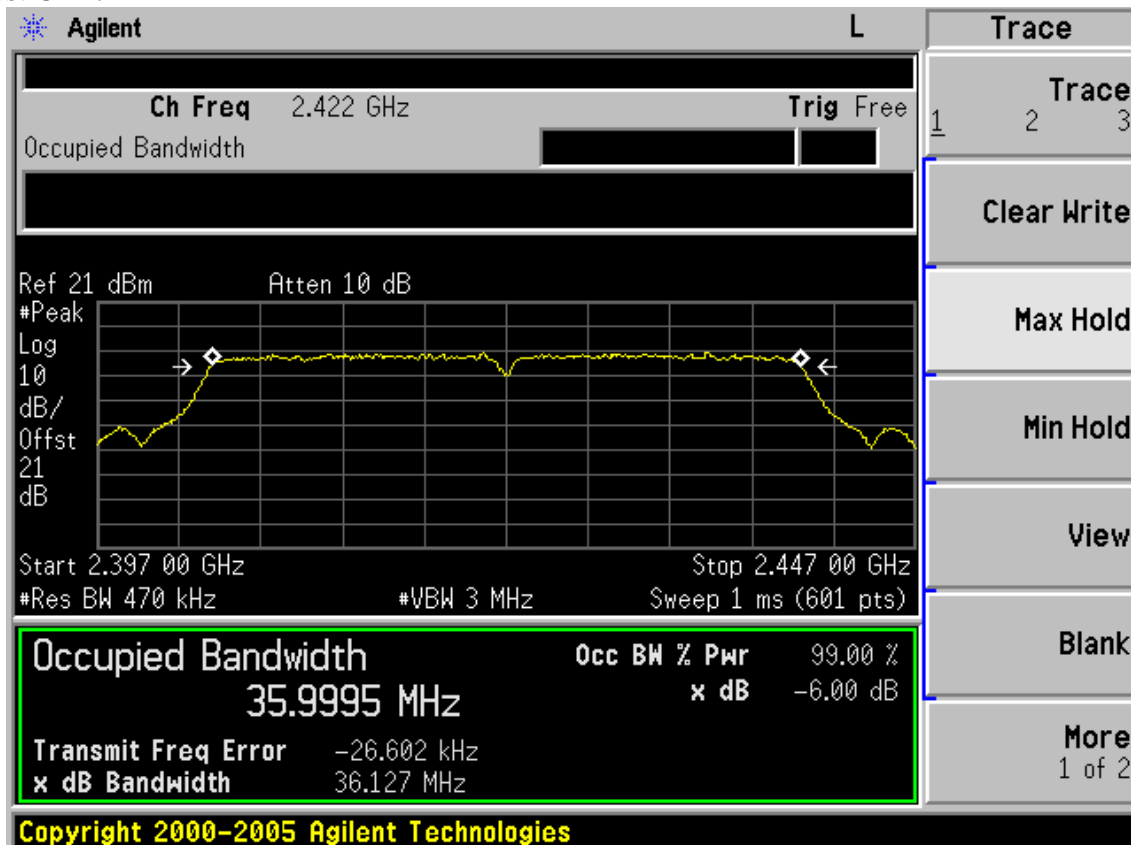 Agilent L Trace
Ch Freq 2.422 GHz Trig Free
Occupied Bandwidth
Trace
1 2 3
Clear Write
Max Hold
Min Hold
View
Blank
More
1 of 2
Ref 21 dBm Atten 10 dB
#Peak
Log
10
dB/
Offst
21
dB
Start 2.397 00 GHz Stop 2.447 00 GHz
#Res BW 470 kHz #VBW 3 MHz Sweep 1 ms (601 pts)
Occupied Bandwidth Occ BW % Pwr 99.00 %
35.9995 MHz x dB -6.00 dB
Transmit Freq Error -26.602 kHz
x dB Bandwidth 36.127 MHz
Copyright 2000-2005 Agilent Technologies